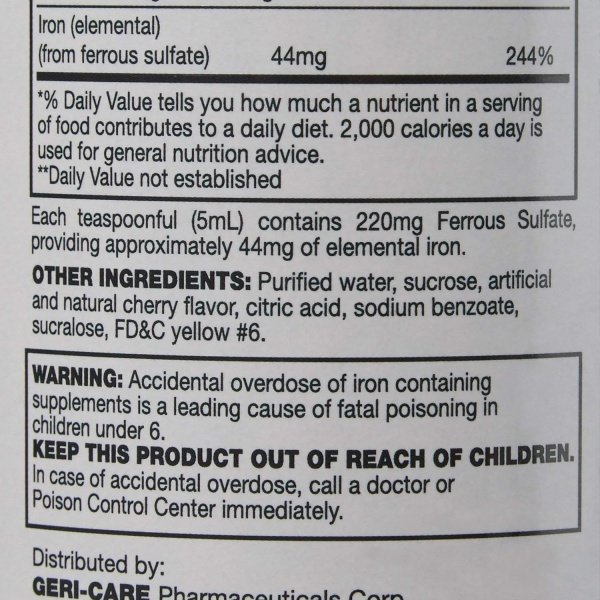 Iron (elemental)
(from ferrous sulfate) 44mg 244%
*% Daily Value tells you how much a nutrient in a serving
of food contributes to a daily diet. 2,000 calories a day is
used for general nutrition advice.
**Daily Value not established
Each teaspoonful (5mL) contains 220mg Ferrous Sulfate,
providing approximately 44mg of elemental iron.
OTHER INGREDIENTS: Purified water, sucrose, artificial
and natural cherry flavor, citric acid, sodium benzoate,
sucralose, FD&C yellow #6.
WARNING: Accidental overdose of iron containing
supplements is a leading cause of fatal poisoning in
children under 6.
KEEP THIS PRODUCT OUT OF REACH OF CHILDREN.
In case of accidental overdose, call a doctor or
Poison Control Center immediately.
Distributed by:
GERI-CARE Pharmaceuticals Corp